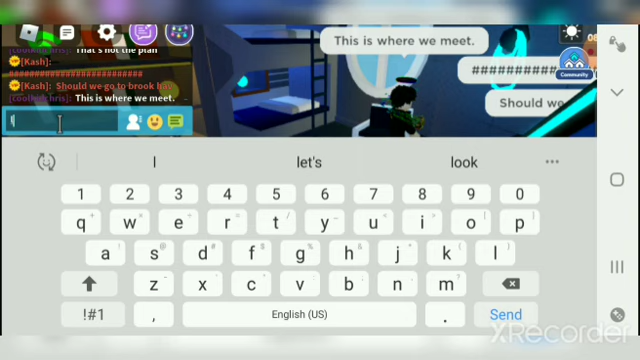 That's not the plan
[Kash]:
##########################
[Kash]: Should we go to brook
This is where we meet.
This is where we meet.
##########
Should we
Community
l
l let's look
1 2 3 4 5 6 7 8 9 0
q w e r t y u i o p
a s d f g h j k l
z x c v b n m
!#1 , English (US) . Send
XRecorder